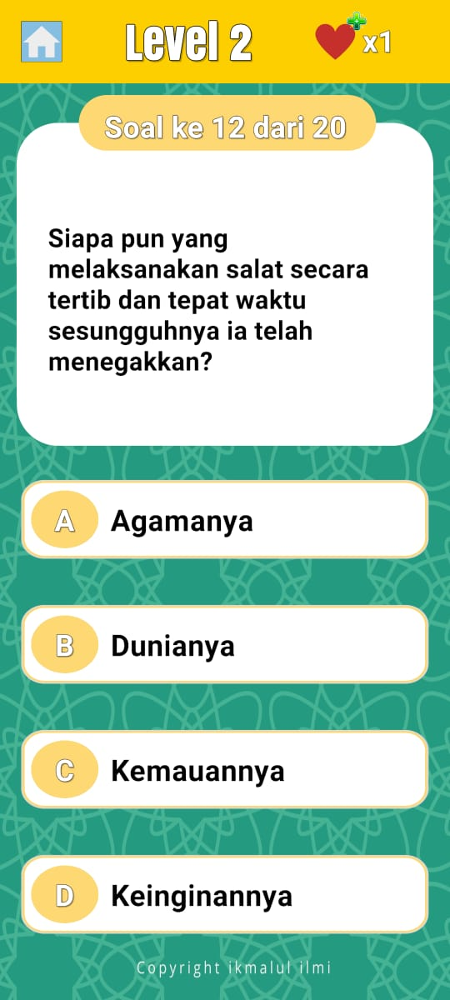 Level 2
x1
Soal ke 12 dari 20
Siapa pun yang
melaksanakan salat secara
tertib dan tepat waktu
sesungguhnya ia telah
menegakkan?
A Agamanya
B Dunianya
C Kemauannya
D Keinginannya
Copyright ikmalul ilmi